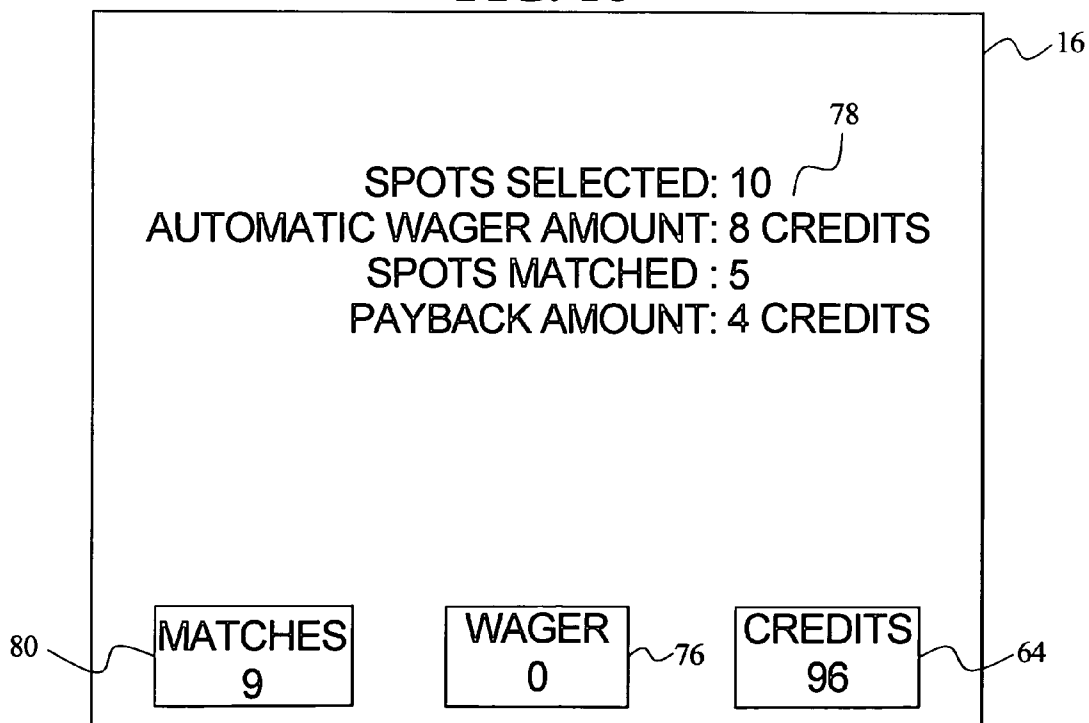 16
78
SPOTS SELECTED: 10
AUTOMATIC WAGER AMOUNT: 8 CREDITS
SPOTS MATCHED : 5
PAYBACK AMOUNT: 4 CREDITS
80
MATCHES
9
WAGER
0
76
CREDITS
96
64